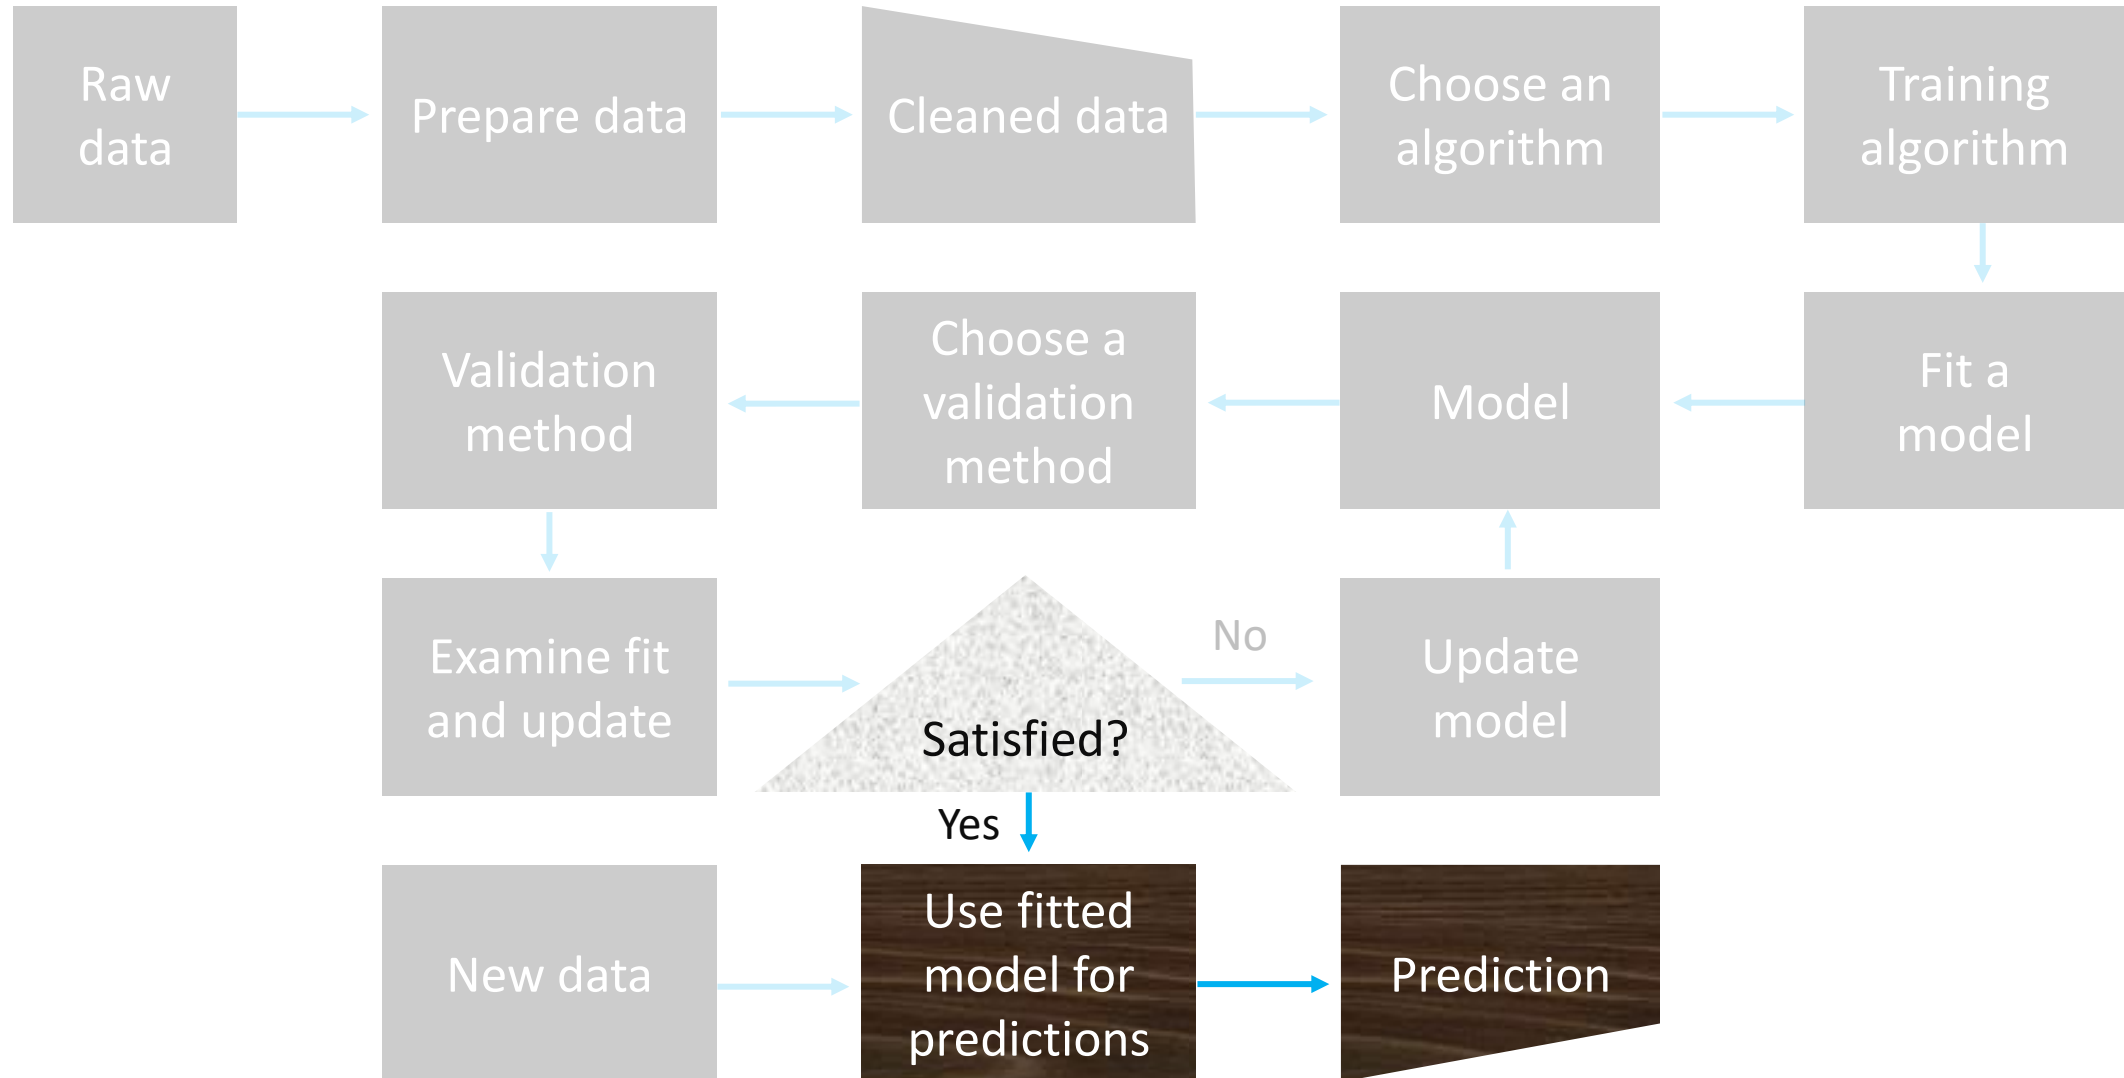 Raw
data
Prepare data
Cleaned data
Choose an
algorithm
Training
algorithm
Validation
method
Choose a
validation
method
Model
Fit a
model
Examine fit
and update
Satisfied?
No
Update
model
Yes
New data
Use fitted
model for
predictions
Prediction